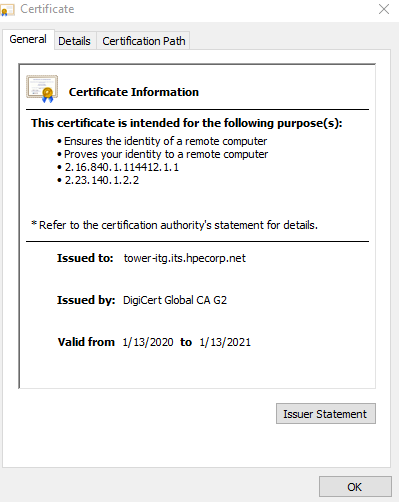 Certificate
General
Details
Certification Path
Certificate Information
This certificate is intended for the following purpose(s):
• Ensures the identity of a remote computer
• Proves your identity to a remote computer
• 2.16.840.1.114412.1.1
• 2.23.140.1.2.2
* Refer to the certification authority's statement for details.
Issued to: tower-itg.its.hpecorp.net
Issued by: DigiCert Global CA G2
Valid from 1/13/2020 to 1/13/2021
Issuer Statement
OK